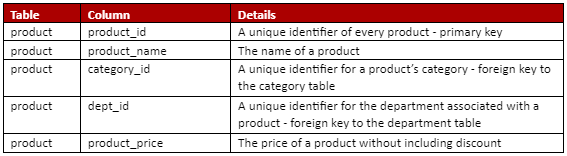 Table Column Details
product product_id A unique identifier of every product - primary key
product product_name The name of a product
product category_id A unique identifier for a product's category - foreign key to
the category table
product dept_id A unique identifier for the department associated with a
product - foreign key to the department table
product product_price The price of a product without including discount